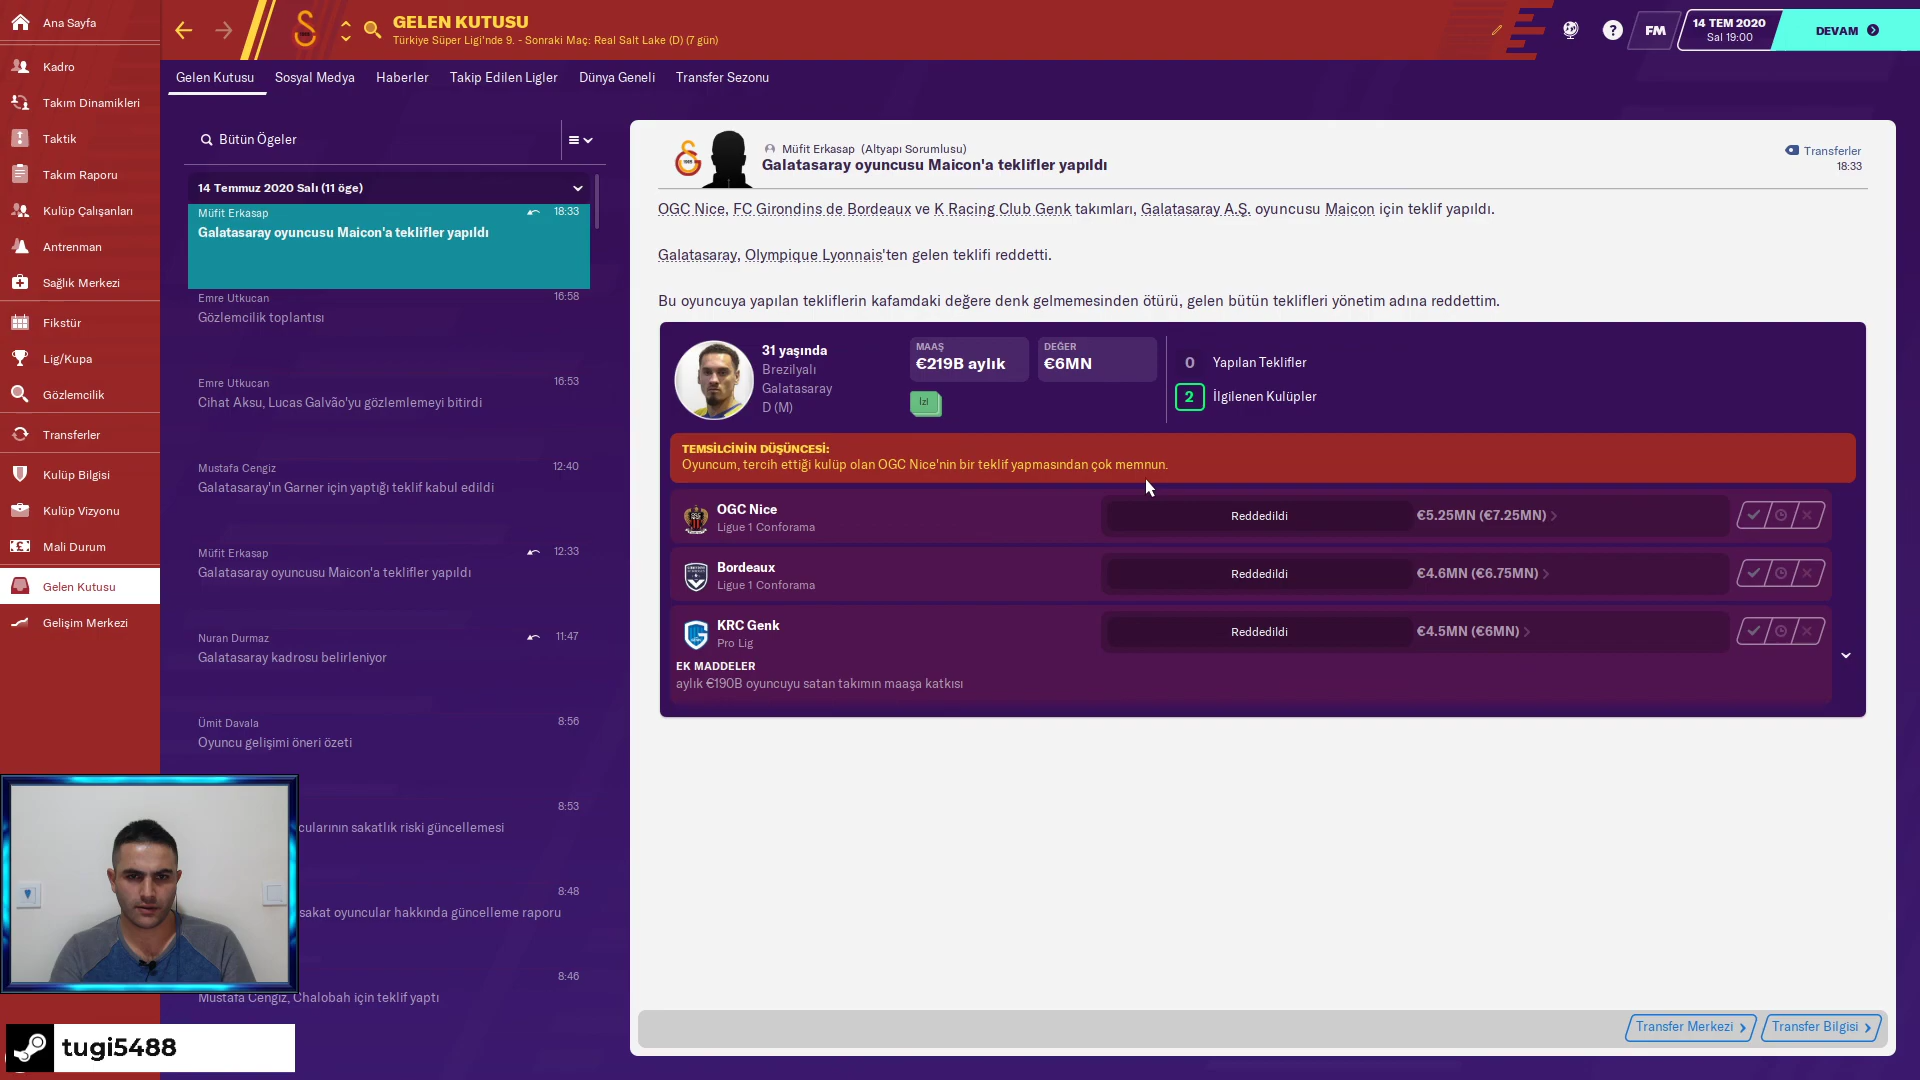 Ana Sayfa
Kadro
Takım Dinamikleri
Taktik
Takım Raporu
Kulüp Çalışanları
Antrenman
Sağlık Merkezi
Fikstür
Lig/Kupa
Gözlemcilik
Transferler
Kulüp Bilgisi
Kulüp Vizyonu
Mali Durum
Gelen Kutusu
Gelişim Merkezi
GELEN KUTUSU
Türkiye Süper Ligi'nde 9. - Sonraki Maç: Real Salt Lake (D) (7 gün)
FM
14 TEM 2020
Sal 19:00
DEVAM
Gelen Kutusu Sosyal Medya Haberler Takip Edilen Ligler Dünya Geneli Transfer Sezonu
Bütün Ögeler
14 Temmuz 2020 Salı (11 öge)
Müfit Erkasap 18:33
Galatasaray oyuncusu Maicon'a teklifler yapıldı
Emre Utkucan 16:58
Gözlemcilik toplantısı
Emre Utkucan 16:53
Cihat Aksu, Lucas Galvão'yu gözlemlemeyi bitirdi
Mustafa Cengiz 12:40
Galatasaray'ın Garner için yaptığı teklif kabul edildi
Müfit Erkasap 12:33
Galatasaray oyuncusu Maicon'a teklifler yapıldı
Nuran Durmaz 11:47
Galatasaray kadrosu belirleniyor
Ümit Davala 8:56
Oyuncu gelişimi öneri özeti
8:53
cularının sakatlık riski güncellemesi
8:48
sakat oyuncular hakkında güncelleme raporu
8:46
Mustafa Cengiz, Chalobah için teklif yaptı
tugi5488
Müfit Erkasap (Altyapı Sorumlusu)
Galatasaray oyuncusu Maicon'a teklifler yapıldı
Transferler
18:33
OGC Nice, FC Girondins de Bordeaux ve K Racing Club Genk takımları, Galatasaray A.Ş. oyuncusu Maicon için teklif yapıldı.
Galatasaray, Olympique Lyonnais'ten gelen teklifi reddetti.
Bu oyuncuya yapılan tekliflerin kafamdaki değere denk gelmemesinden ötürü, gelen bütün teklifleri yönetim adına reddettim.
31 yaşında
Brezilyalı
Galatasaray
D (M)
MAAŞ
€219B aylık
DEĞER
€6MN
İzl
0 Yapılan Teklifler
2 İlgilenen Kulüpler
TEMSİLCİNİN DÜŞÜNCESİ:
Oyuncum, tercih ettiği kulüp olan OGC Nice'nin bir teklif yapmasından çok memnun.
OGC Nice
Ligue 1 Conforama
Reddedildi
€5.25MN (€7.25MN)
Bordeaux
Ligue 1 Conforama
Reddedildi
€4.6MN (€6.75MN)
KRC Genk
Pro Lig
Reddedildi
€4.5MN (€6MN)
EK MADDELER
aylık €190B oyuncuyu satan takımın maaşa katkısı
Transfer Merkezi
Transfer Bilgisi